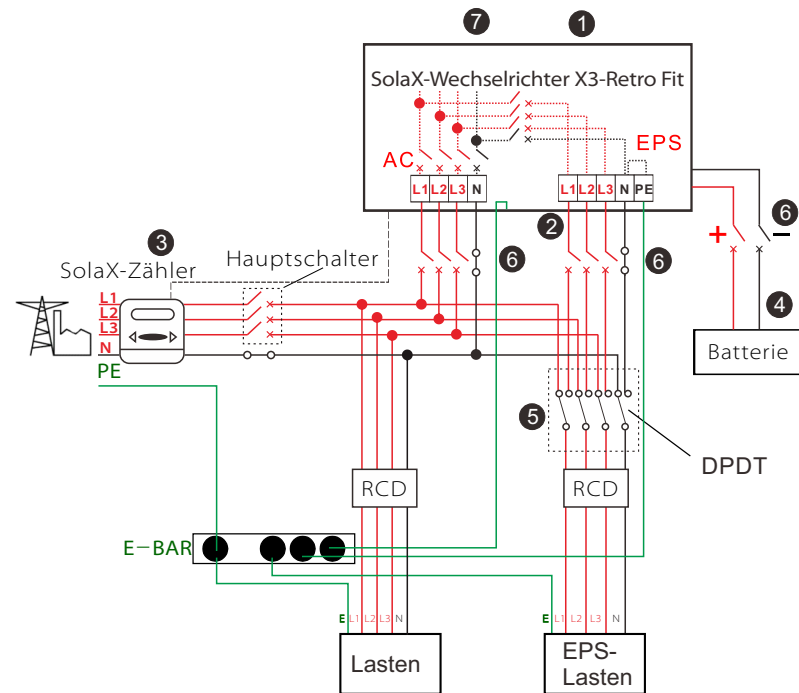 7 1
SolaX-Wechselrichter X3-Retro Fit
AC
EPS
L1 L2 L3 N
L1 L2 L3 N PE
2
6
6
+ −
6
3
SolaX-Zähler
Hauptschalter
L1
L2
L3
N
PE
4
Batterie
5
DPDT
RCD
RCD
E−BAR
E L1 L2 L3 N
E L1 L2 L3 N
Lasten
EPS-
Lasten